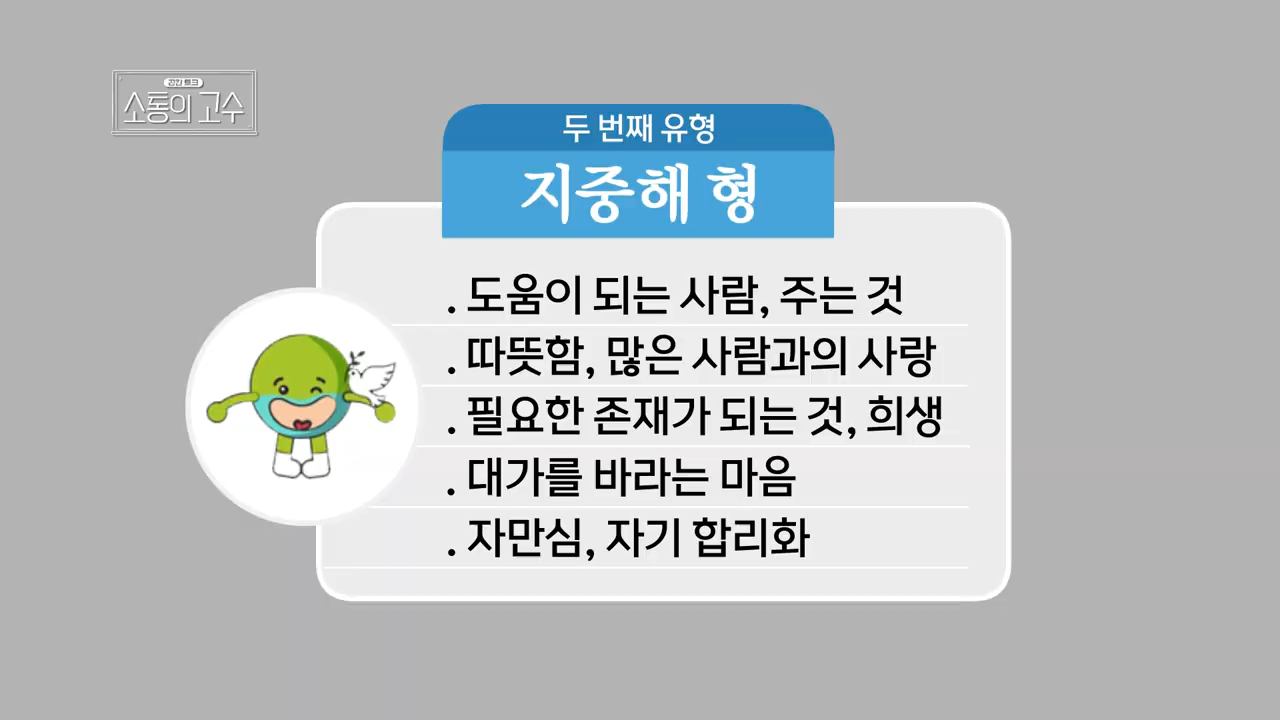 소통의 고수
두 번째 유형
지중해 형
. 도움이 되는 사람, 주는 것
. 따뜻함, 많은 사람과의 사랑
. 필요한 존재가 되는 것, 희생
. 대가를 바라는 마음
. 자만심, 자기 합리화